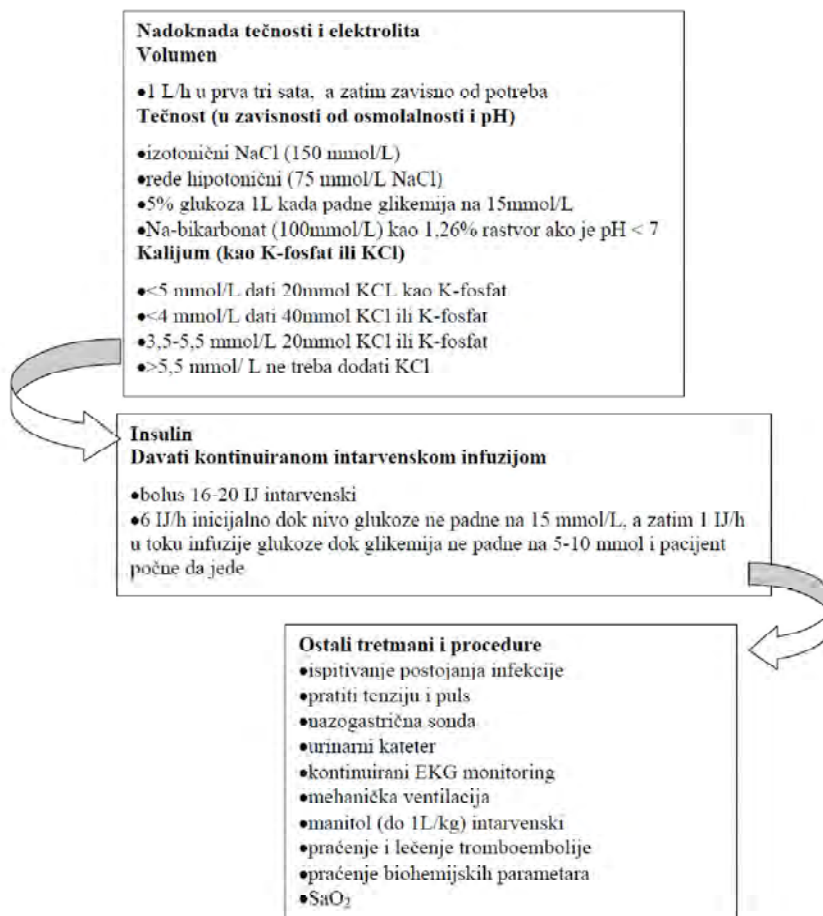 Nadoknada tečnosti i elektrolita
Volumen
●1 L/h u prva tri sata, a zatim zavisno od potreba
Tečnost (u zavisnosti od osmolalnosti i pH)
●izotonični NaCl (150 mmol/L)
●ređe hipotonični (75 mmol/L NaCl)
●5% glukoza 1L kada padne glikemija na 15mmol/L
●Na-bikarbonat (100mmol/L) kao 1,26% rastvor ako je pH < 7
Kalijum (kao K-fosfat ili KCl)
●<5 mmol/L dati 20mmol KCL kao K-fosfat
●<4 mmol/L dati 40mmol KCl ili K-fosfat
●3,5-5,5 mmol/L 20mmol KCl ili K-fosfat
●>5,5 mmol/ L ne treba dodati KCl
Insulin
Davati kontinuiranom intarvenskom infuzijom
●bolus 16-20 IJ intarvenski
●6 IJ/h inicijalno dok nivo glukoze ne padne na 15 mmol/L, a zatim 1 IJ/h
u toku infuzije glukoze dok glikemija ne padne na 5-10 mmol i pacijent
počne da jede
Ostali tretmani i procedure
●ispitivanje postojanja infekcije
●pratiti tenziju i puls
●nazogastrična sonda
●urinarni kateter
●kontinuirani EKG monitoring
●mehanička ventilacija
●manitol (do 1L/kg) intarvenski
●praćenje i lečenje tromboembolije
●praćenje biohemijskih parametara
●SaO₂